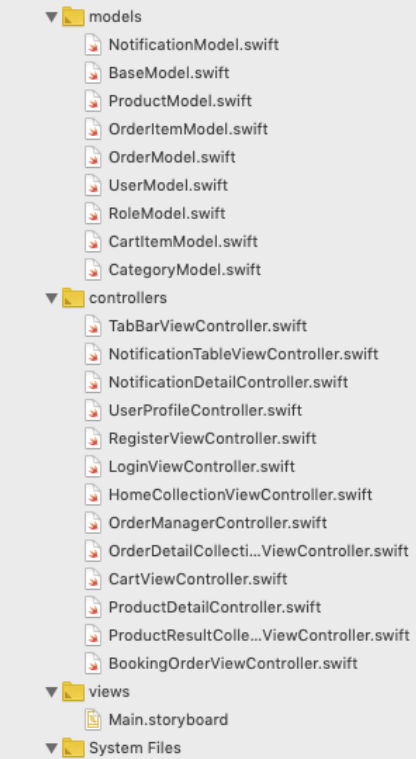 models
NotificationModel.swift
BaseModel.swift
ProductModel.swift
OrderItemModel.swift
OrderModel.swift
UserModel.swift
RoleModel.swift
CartItemModel.swift
CategoryModel.swift
controllers
TabBarViewController.swift
NotificationTableViewController.swift
NotificationDetailController.swift
UserProfileController.swift
RegisterViewController.swift
LoginViewController.swift
HomeCollectionViewController.swift
OrderManagerController.swift
OrderDetailCollecti...ViewController.swift
CartViewController.swift
ProductDetailController.swift
ProductResultColle...ViewController.swift
BookingOrderViewController.swift
views
Main.storyboard
System Files